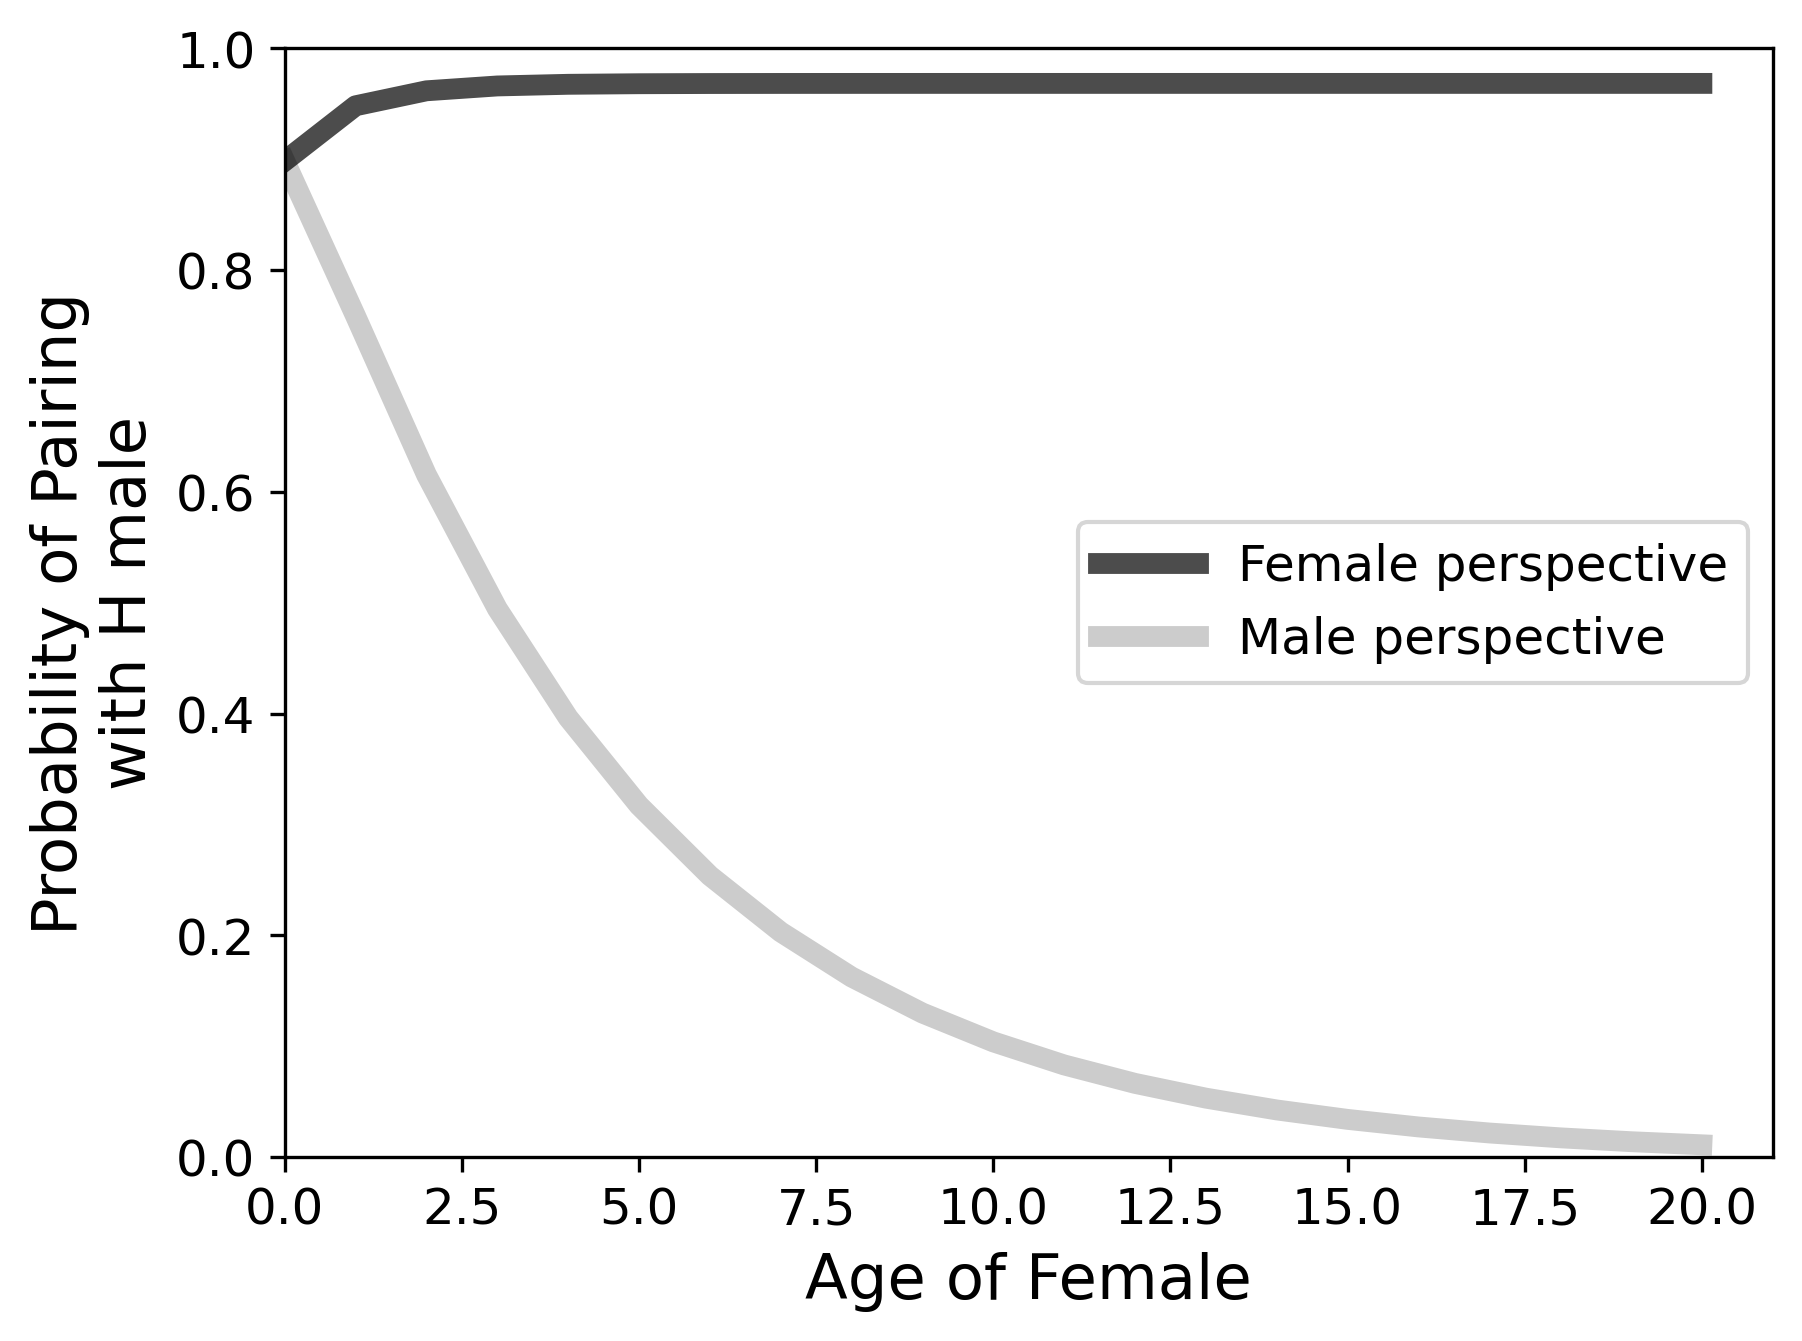 Probability of Pairing
with H male
1.0
0.8
0.6
0.4
0.2
0.0
Female perspective
Male perspective
0.0 2.5 5.0 7.5 10.0 12.5 15.0 17.5 20.0
Age of Female